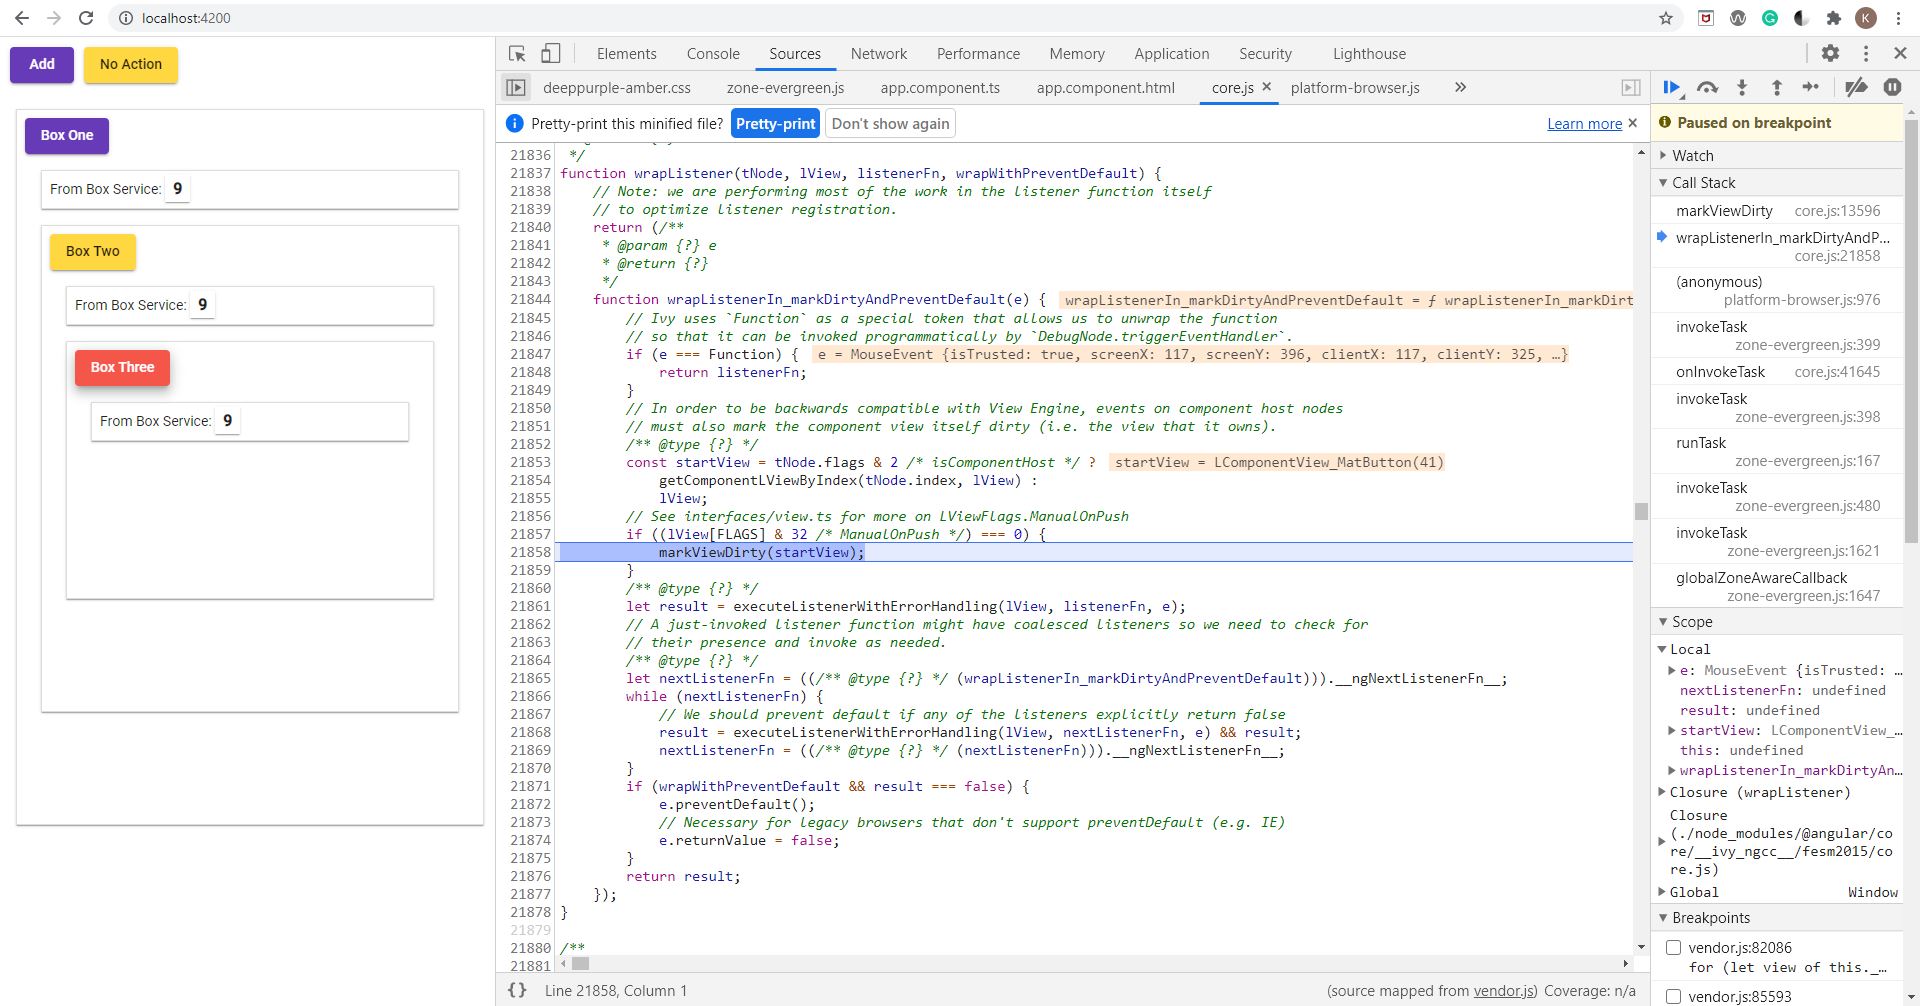 localhost:4200
K
Add
No Action
Box One
From Box Service: 9
Box Two
From Box Service: 9
Box Three
From Box Service: 9
Elements Console Sources Network Performance Memory Application Security Lighthouse
deeppurple-amber.css zone-evergreen.js app.component.ts app.component.html core.js × platform-browser.js »
Pretty-print this minified file? Pretty-print Don't show again Learn more ×
21836 */
21837 function wrapListener(tNode, lView, listenerFn, wrapWithPreventDefault) {
21838 // Note: we are performing most of the work in the listener function itself
21839 // to optimize listener registration.
21840 return (/**
21841 * @param {?} e
21842 * @return {?}
21843 */
21844 function wrapListenerIn_markDirtyAndPreventDefault(e) { wrapListenerIn_markDirtyAndPreventDefault = ƒ wrapListenerIn_markDirt
21845 // Ivy uses `Function` as a special token that allows us to unwrap the function
21846 // so that it can be invoked programmatically by `DebugNode.triggerEventHandler`.
21847 if (e === Function) { e = MouseEvent {isTrusted: true, screenX: 117, screenY: 396, clientX: 117, clientY: 325, …}
21848 return listenerFn;
21849 }
21850 // In order to be backwards compatible with View Engine, events on component host nodes
21851 // must also mark the component view itself dirty (i.e. the view that it owns).
21852 /** @type {?} */
21853 const startView = tNode.flags & 2 /* isComponentHost */ ? startView = LComponentView_MatButton(41)
21854 getComponentLViewByIndex(tNode.index, lView) :
21855 lView;
21856 // See interfaces/view.ts for more on LViewFlags.ManualOnPush
21857 if ((lView[FLAGS] & 32 /* ManualOnPush */) === 0) {
21858 markViewDirty(startView);
21859 }
21860 /** @type {?} */
21861 let result = executeListenerWithErrorHandling(lView, listenerFn, e);
21862 // A just-invoked listener function might have coalesced listeners so we need to check for
21863 // their presence and invoke as needed.
21864 /** @type {?} */
21865 let nextListenerFn = ((/** @type {?} */ (wrapListenerIn_markDirtyAndPreventDefault))).__ngNextListenerFn__;
21866 while (nextListenerFn) {
21867 // We should prevent default if any of the listeners explicitly return false
21868 result = executeListenerWithErrorHandling(lView, nextListenerFn, e) && result;
21869 nextListenerFn = ((/** @type {?} */ (nextListenerFn))).__ngNextListenerFn__;
21870 }
21871 if (wrapWithPreventDefault && result === false) {
21872 e.preventDefault();
21873 // Necessary for legacy browsers that don't support preventDefault (e.g. IE)
21874 e.returnValue = false;
21875 }
21876 return result;
21877 });
21878 }
21879
21880 /**
21881
{} Line 21858, Column 1 (source mapped from vendor.js) Coverage: n/a
Paused on breakpoint
Watch
Call Stack
markViewDirty core.js:13596
wrapListenerIn_markDirtyAndP...
core.js:21858
(anonymous)
platform-browser.js:976
invokeTask
zone-evergreen.js:399
onInvokeTask core.js:41645
invokeTask
zone-evergreen.js:398
runTask
zone-evergreen.js:167
invokeTask
zone-evergreen.js:480
invokeTask
zone-evergreen.js:1621
globalZoneAwareCallback
zone-evergreen.js:1647
Scope
Local
e: MouseEvent {isTrusted: …
nextListenerFn: undefined
result: undefined
startView: LComponentView_…
this: undefined
wrapListenerIn_markDirtyAn…
Closure (wrapListener)
Closure
(./node_modules/@angular/co
re/__ivy_ngcc__/fesm2015/co
re.js)
Global Window
Breakpoints
vendor.js:82086
for (let view of this._…
vendor.js:85593